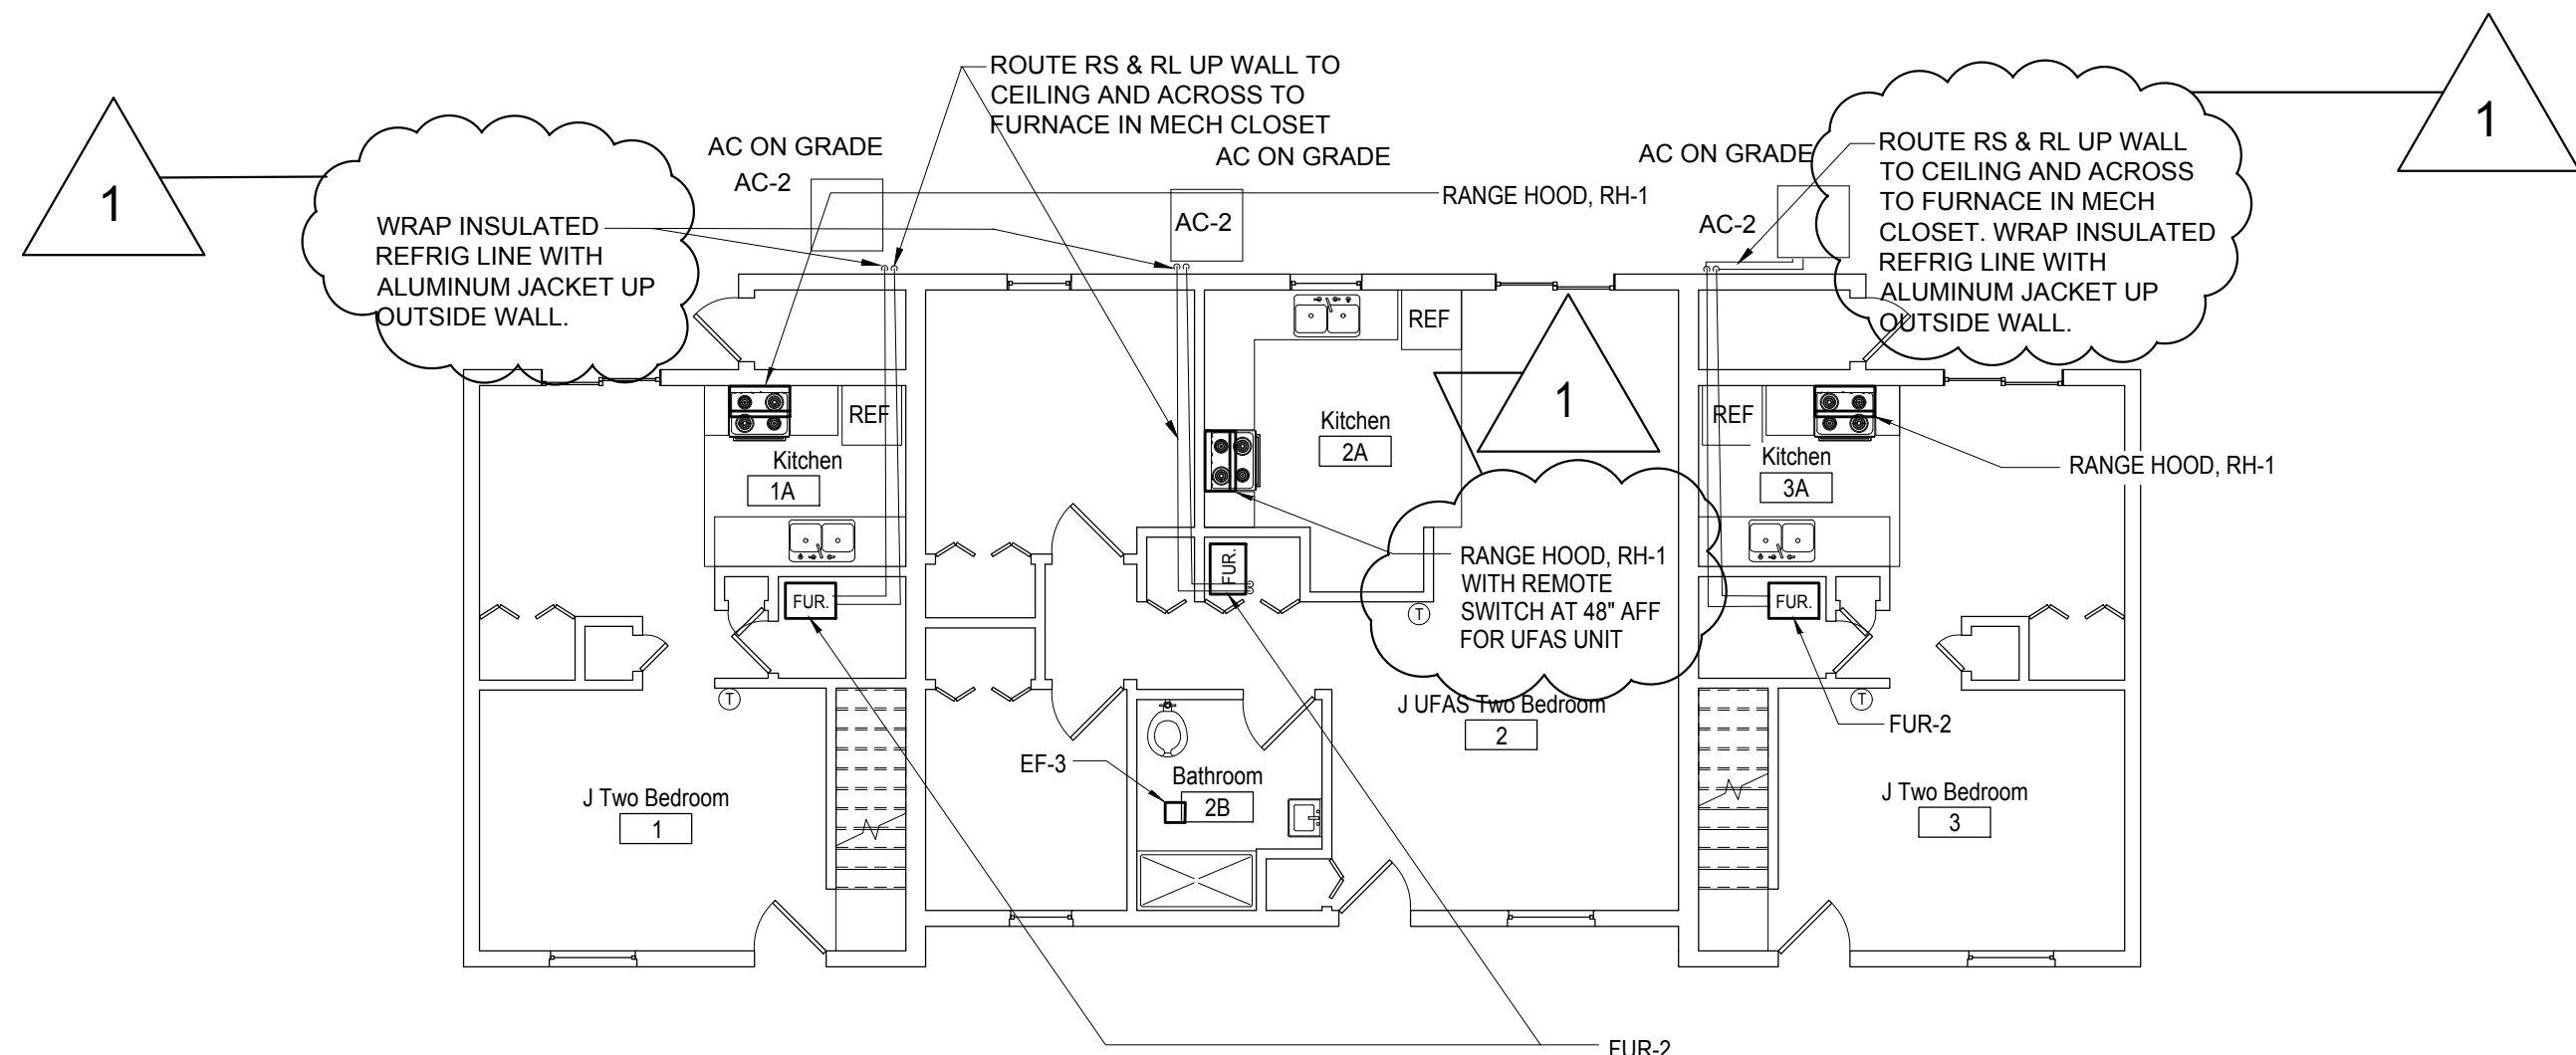 1
WRAP INSULATED
REFRIG LINE WITH
ALUMINUM JACKET UP
OUTSIDE WALL.
AC ON GRADE
AC-2
ROUTE RS & RL UP WALL TO
CEILING AND ACROSS TO
FURNACE IN MECH CLOSET
AC ON GRADE
AC-2
RANGE HOOD, RH-1
AC ON GRADE
AC-2
ROUTE RS & RL UP WALL
TO CEILING AND ACROSS
TO FURNACE IN MECH
CLOSET. WRAP INSULATED
REFRIG LINE WITH
ALUMINUM JACKET UP
OUTSIDE WALL.
1
REF
Kitchen
1A
FUR.
T
J Two Bedroom
1
REF
Kitchen
2A
1
FUR.
RANGE HOOD, RH-1
WITH REMOTE
SWITCH AT 48" AFF
FOR UFAS UNIT
T
J UFAS Two Bedroom
2
EF-3
Bathroom
2B
REF
Kitchen
3A
RANGE HOOD, RH-1
FUR.
T
FUR-2
J Two Bedroom
3
FUR-2